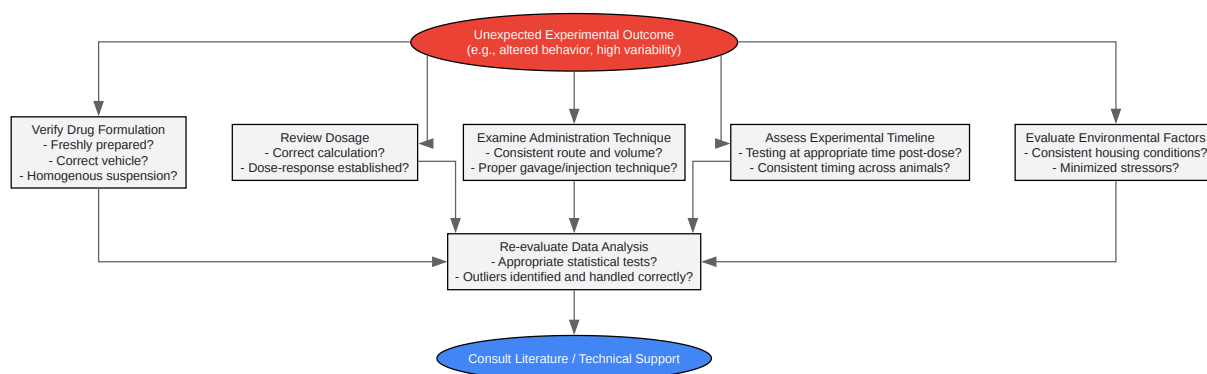 Unexpected Experimental Outcome
(e.g., altered behavior, high variability)
Verify Drug Formulation
- Freshly prepared?
- Correct vehicle?
- Homogenous suspension?
Review Dosage
- Correct calculation?
- Dose-response established?
Examine Administration Technique
- Consistent route and volume?
- Proper gavage/injection technique?
Assess Experimental Timeline
- Testing at appropriate time post-dose?
- Consistent timing across animals?
Evaluate Environmental Factors
- Consistent housing conditions?
- Minimized stressors?
Re-evaluate Data Analysis
- Appropriate statistical tests?
- Outliers identified and handled correctly?
Consult Literature / Technical Support